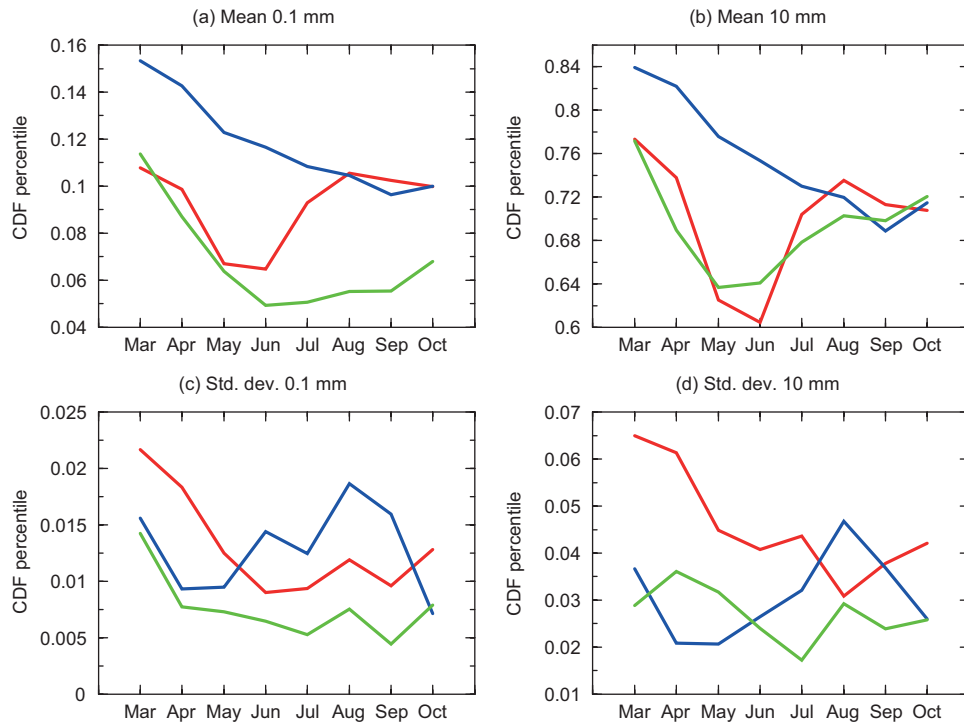 (a) Mean 0.1 mm
(b) Mean 10 mm
CDF percentile
0.16
0.14
0.12
0.1
0.08
0.06
0.04
Mar Apr May Jun Jul Aug Sep Oct
CDF percentile
0.84
0.8
0.76
0.72
0.68
0.64
0.6
Mar Apr May Jun Jul Aug Sep Oct
(c) Std. dev. 0.1 mm
(d) Std. dev. 10 mm
CDF percentile
0.025
0.02
0.015
0.01
0.005
0
Mar Apr May Jun Jul Aug Sep Oct
CDF percentile
0.07
0.06
0.05
0.04
0.03
0.02
0.01
Mar Apr May Jun Jul Aug Sep Oct